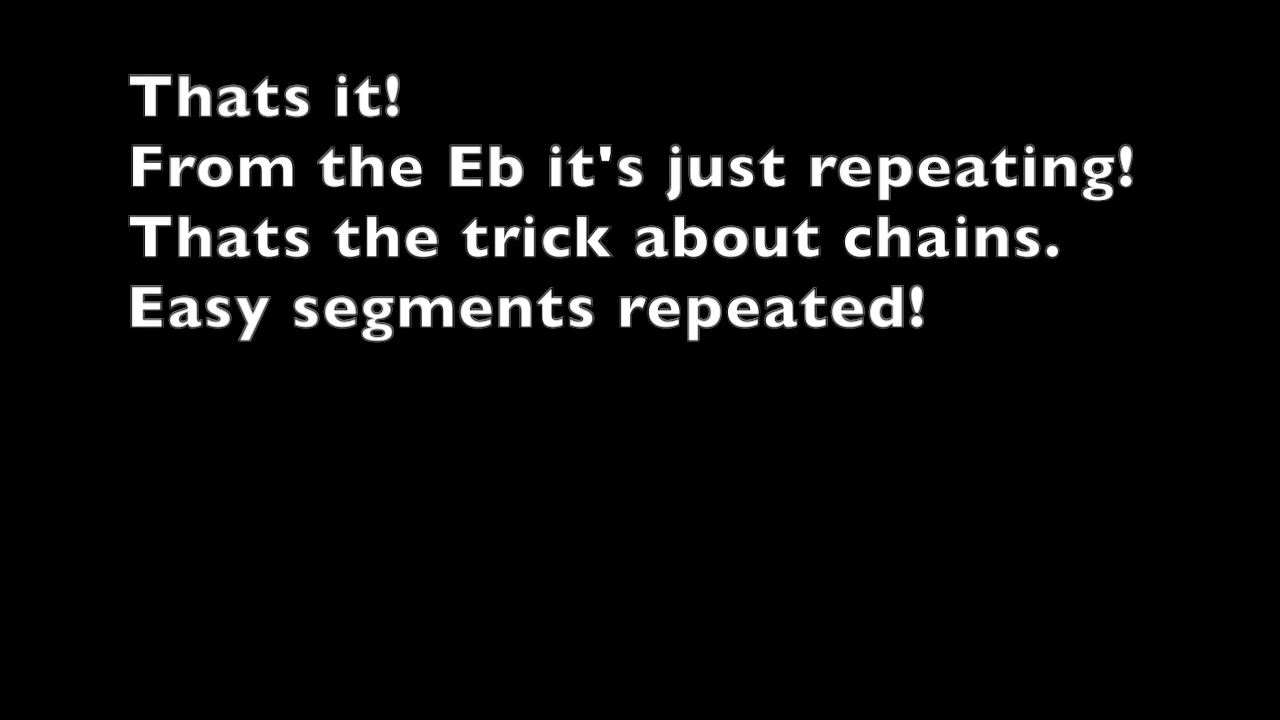 Thats it!
From the Eb it's just repeating!
Thats the trick about chains.
Easy segments repeated!